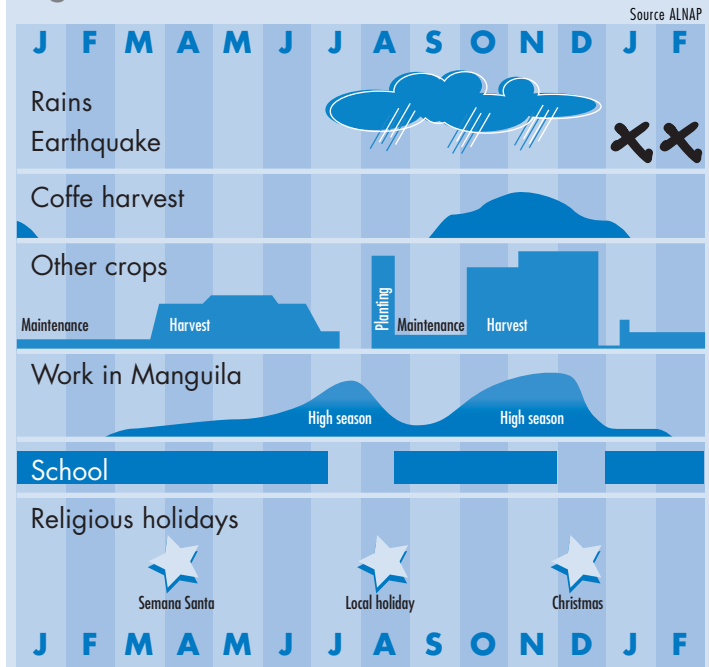 Source ALNAP
J F M A M J J A S O N D J F
Rains
Earthquake
Coffe harvest
Other crops
Planting
Maintenance Harvest Maintenance Harvest
Work in Manguila
High season High season
School
Religious holidays
Semana Santa Local holiday Christmas
J F M A M J J A S O N D J F